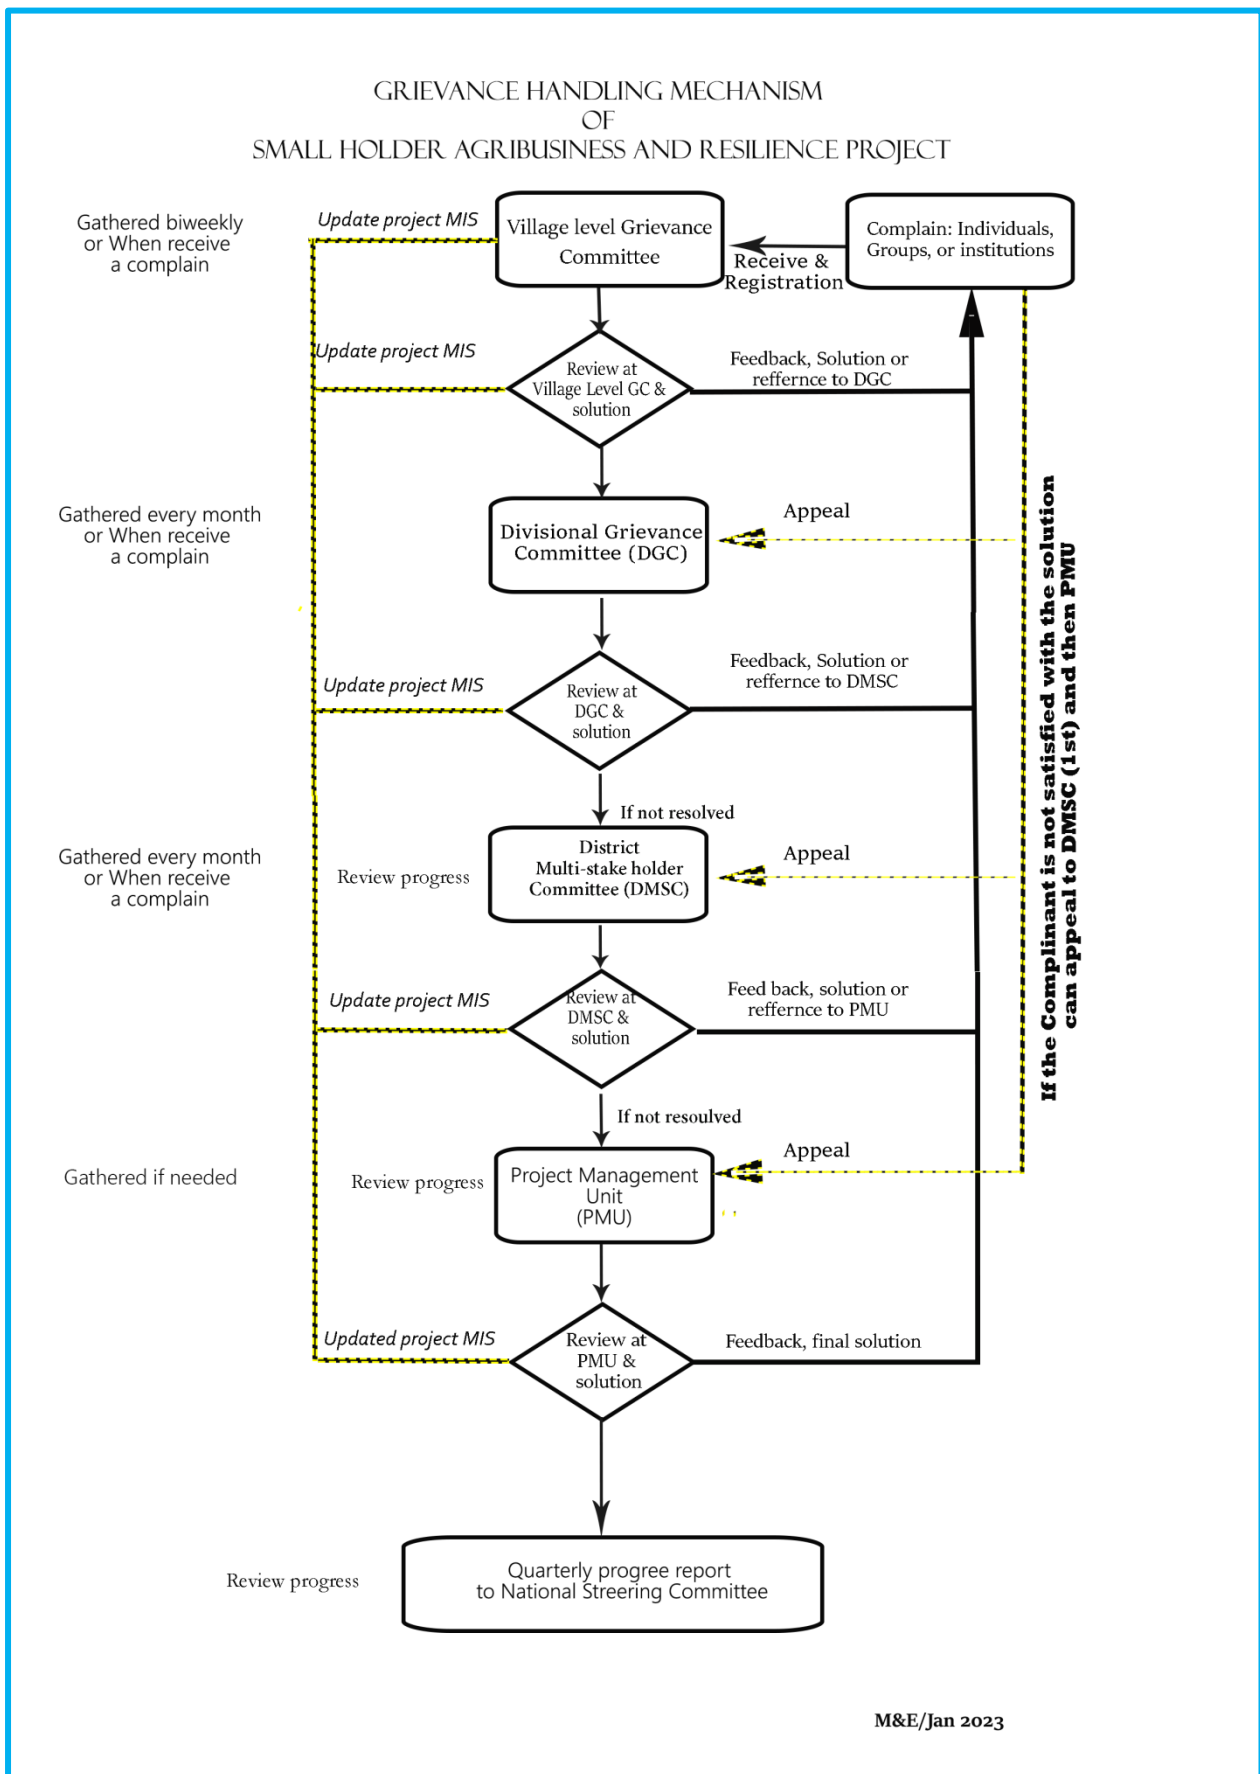 GRIEVANCE HANDLING MECHANISM
OF
SMALL HOLDER AGRIBUSINESS AND RESILIENCE PROJECT
Gathered biweekly
or When receive
a complain
Update project MIS
Village level Grievance
Committee
Receive &
Registration
Complain: Individuals,
Groups, or institutions
Update project MIS
Review at
Village Level GC &
solution
Feedback, Solution or
reffernce to DGC
Gathered every month
or When receive
a complain
Divisional Grievance
Committee (DGC)
Appeal
If the Complinant is not satisfied with the solution
can appeal to DMSC (1st) and then PMU
Update project MIS
Review at
DGC &
solution
Feedback, Solution or
reffernce to DMSC
If not resolved
Gathered every month
or When receive
a complain
Review progress
District
Multi-stake holder
Committee (DMSC)
Appeal
Update project MIS
Review at
DMSC &
solution
Feed back, solution or
reffernce to PMU
If not resoulved
Gathered if needed
Review progress
Project Management
Unit
(PMU)
Appeal
Updated project MIS
Review at
PMU &
solution
Feedback, final solution
Review progress
Quarterly progree report
to National Streering Committee
M&E/Jan 2023